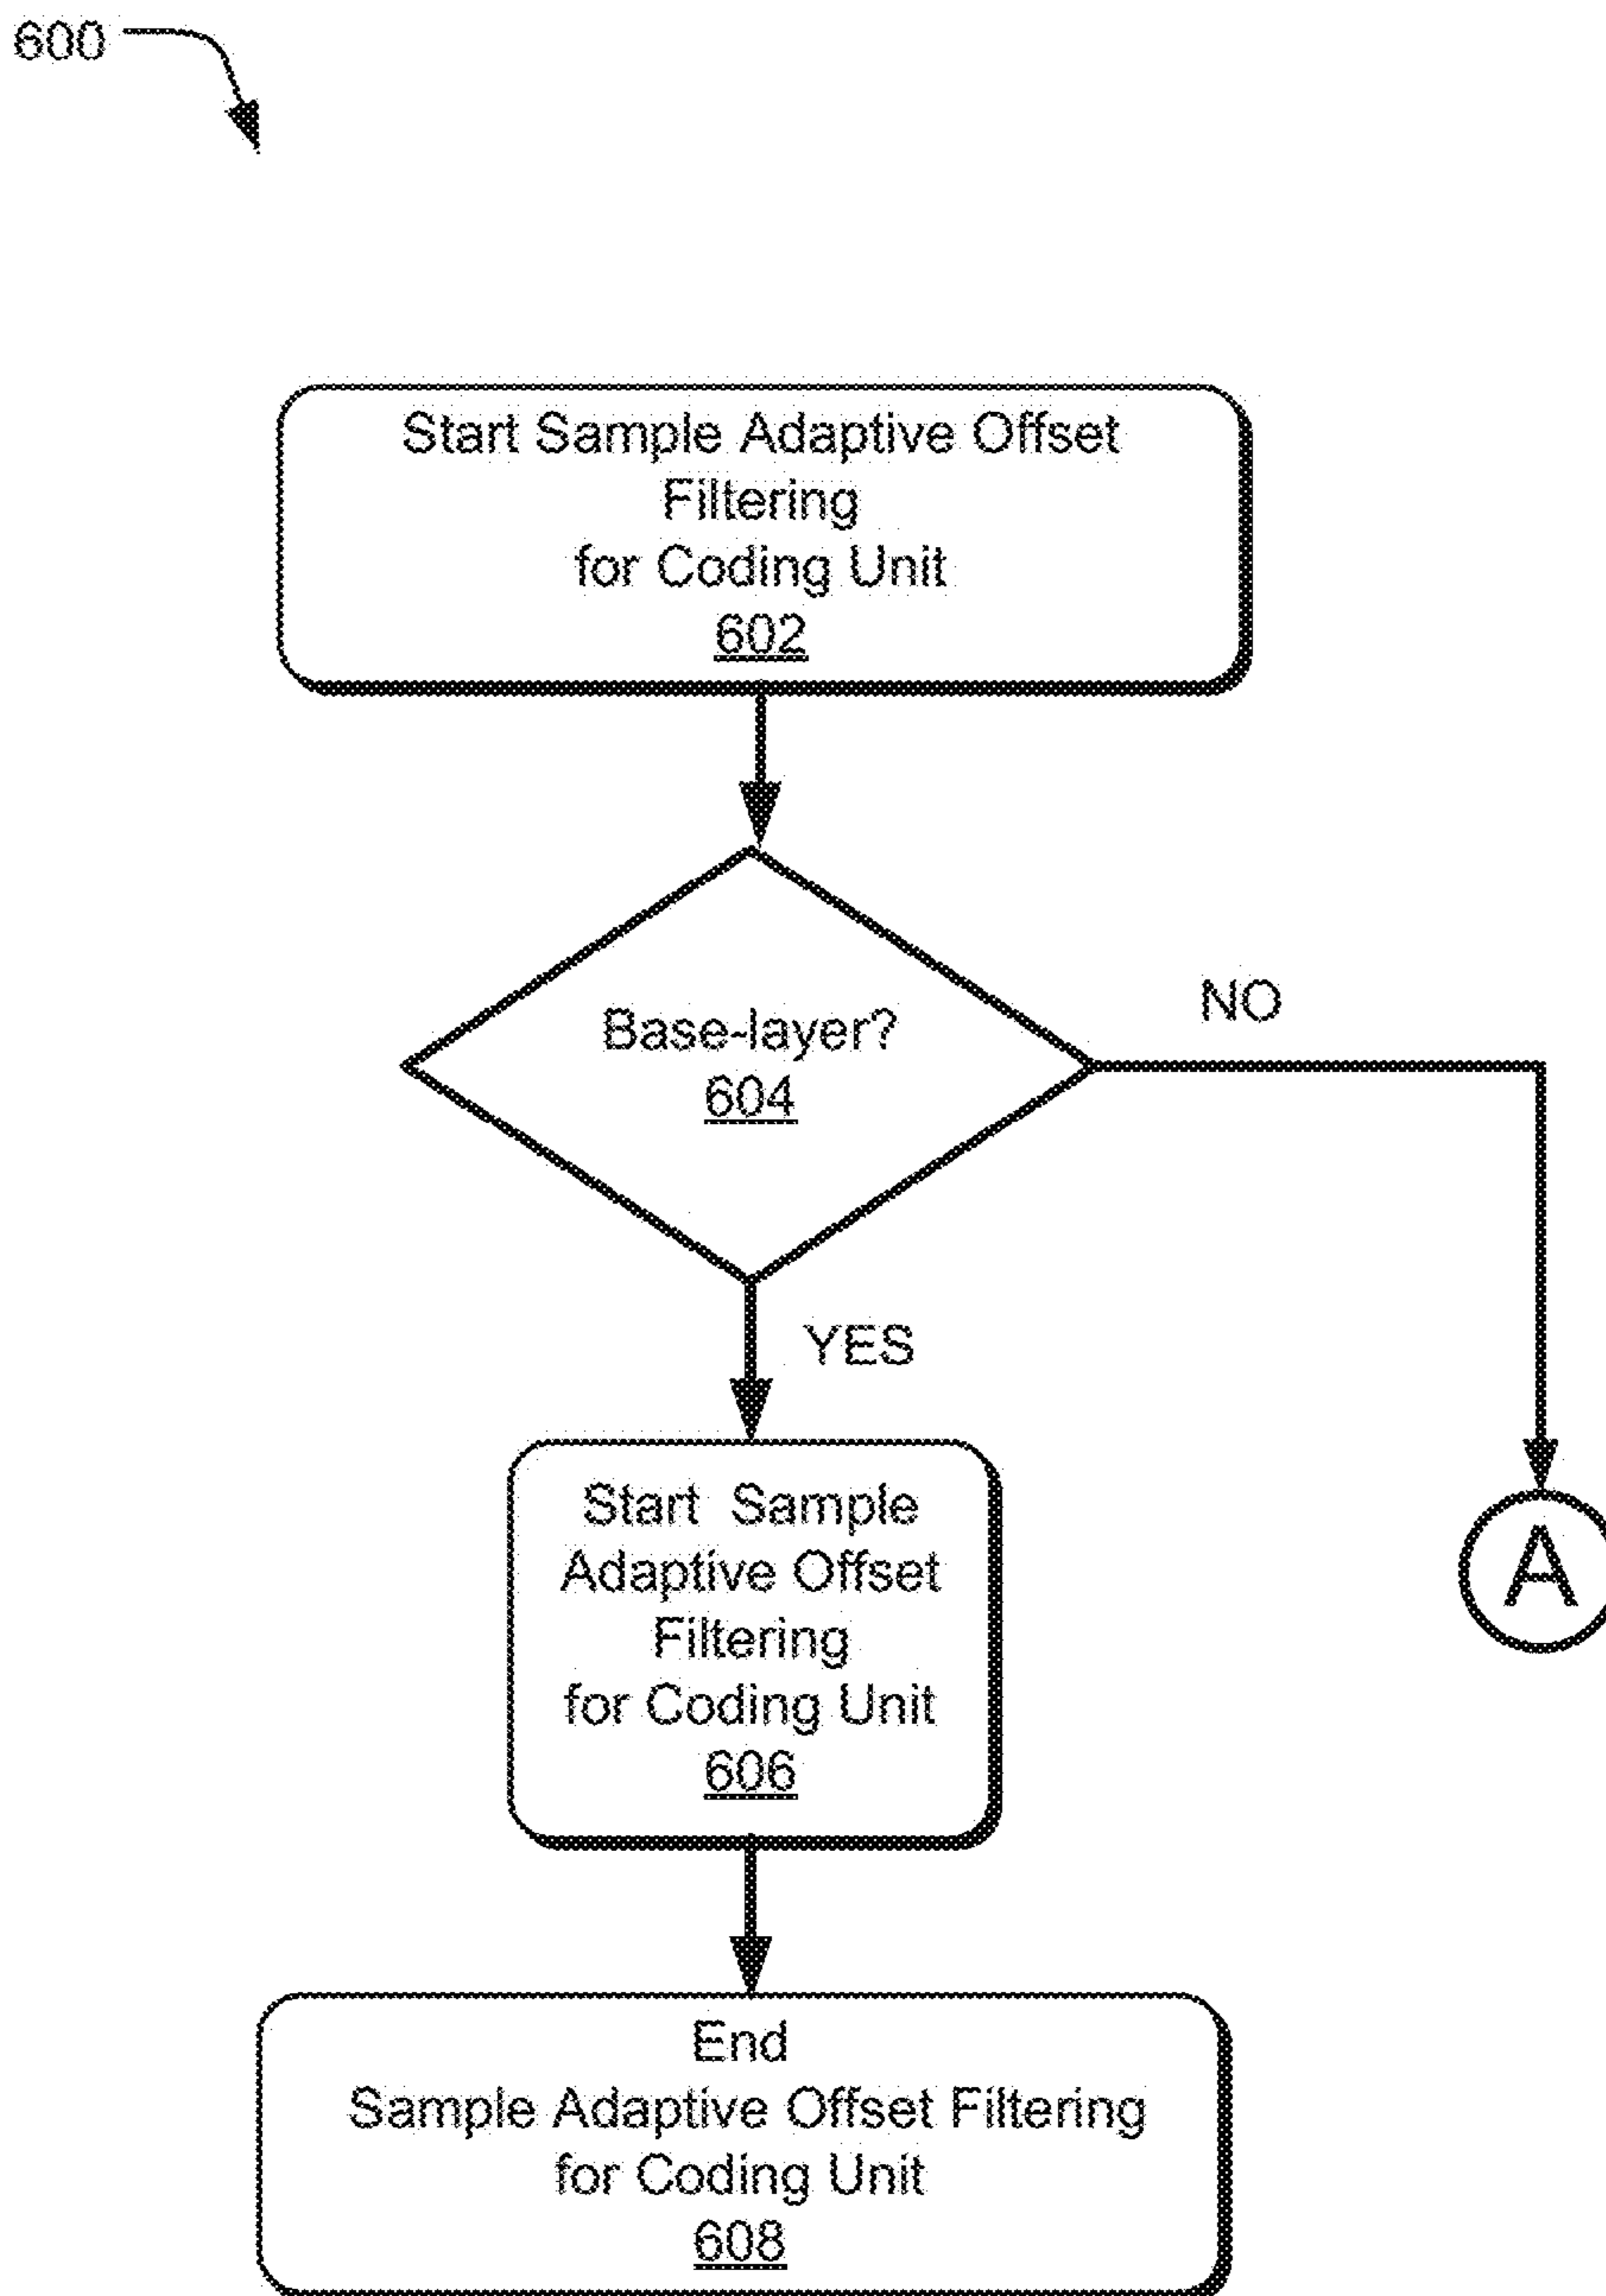 600
Start Sample Adaptive Offset
Filtering
for Coding Unit
602
Base-layer?
604
NO
YES
Start Sample
Adaptive Offset
Filtering
for Coding Unit
606
A
End
Sample Adaptive Offset Filtering
for Coding Unit
608